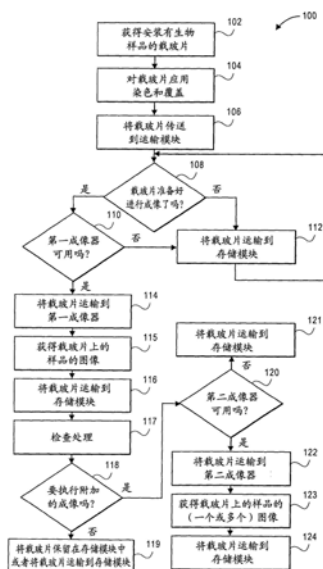 100
获得安装有生物
样品的载玻片
102
对载玻片应用
染色和覆盖
104
将载玻片传送
到运输模块
106
载玻片准备好
进行成像了吗?
108
是
否
第一成像器
可用吗?
110
否
将载玻片运输到
存储模块
112
是
将载玻片运输到
第一成像器
114
获得载玻片上的
样品的图像
115
将载玻片运输到
存储模块
116
检查处理
117
要执行附加
的成像吗?
118
是
否
将载玻片保留在存储模块中
或者将载玻片运输到存储模块
119
将载玻片运输到
存储模块
121
否
第二成像器
可用吗?
120
是
将载玻片运输到
第二成像器
122
获得载玻片上的样品的
(一个或多个)图像
123
将载玻片运输到
存储模块
124